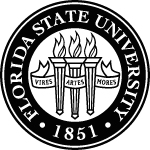 FLORIDA STATE UNIVERSITY
VIRES ARTES MORES
• 1851 •